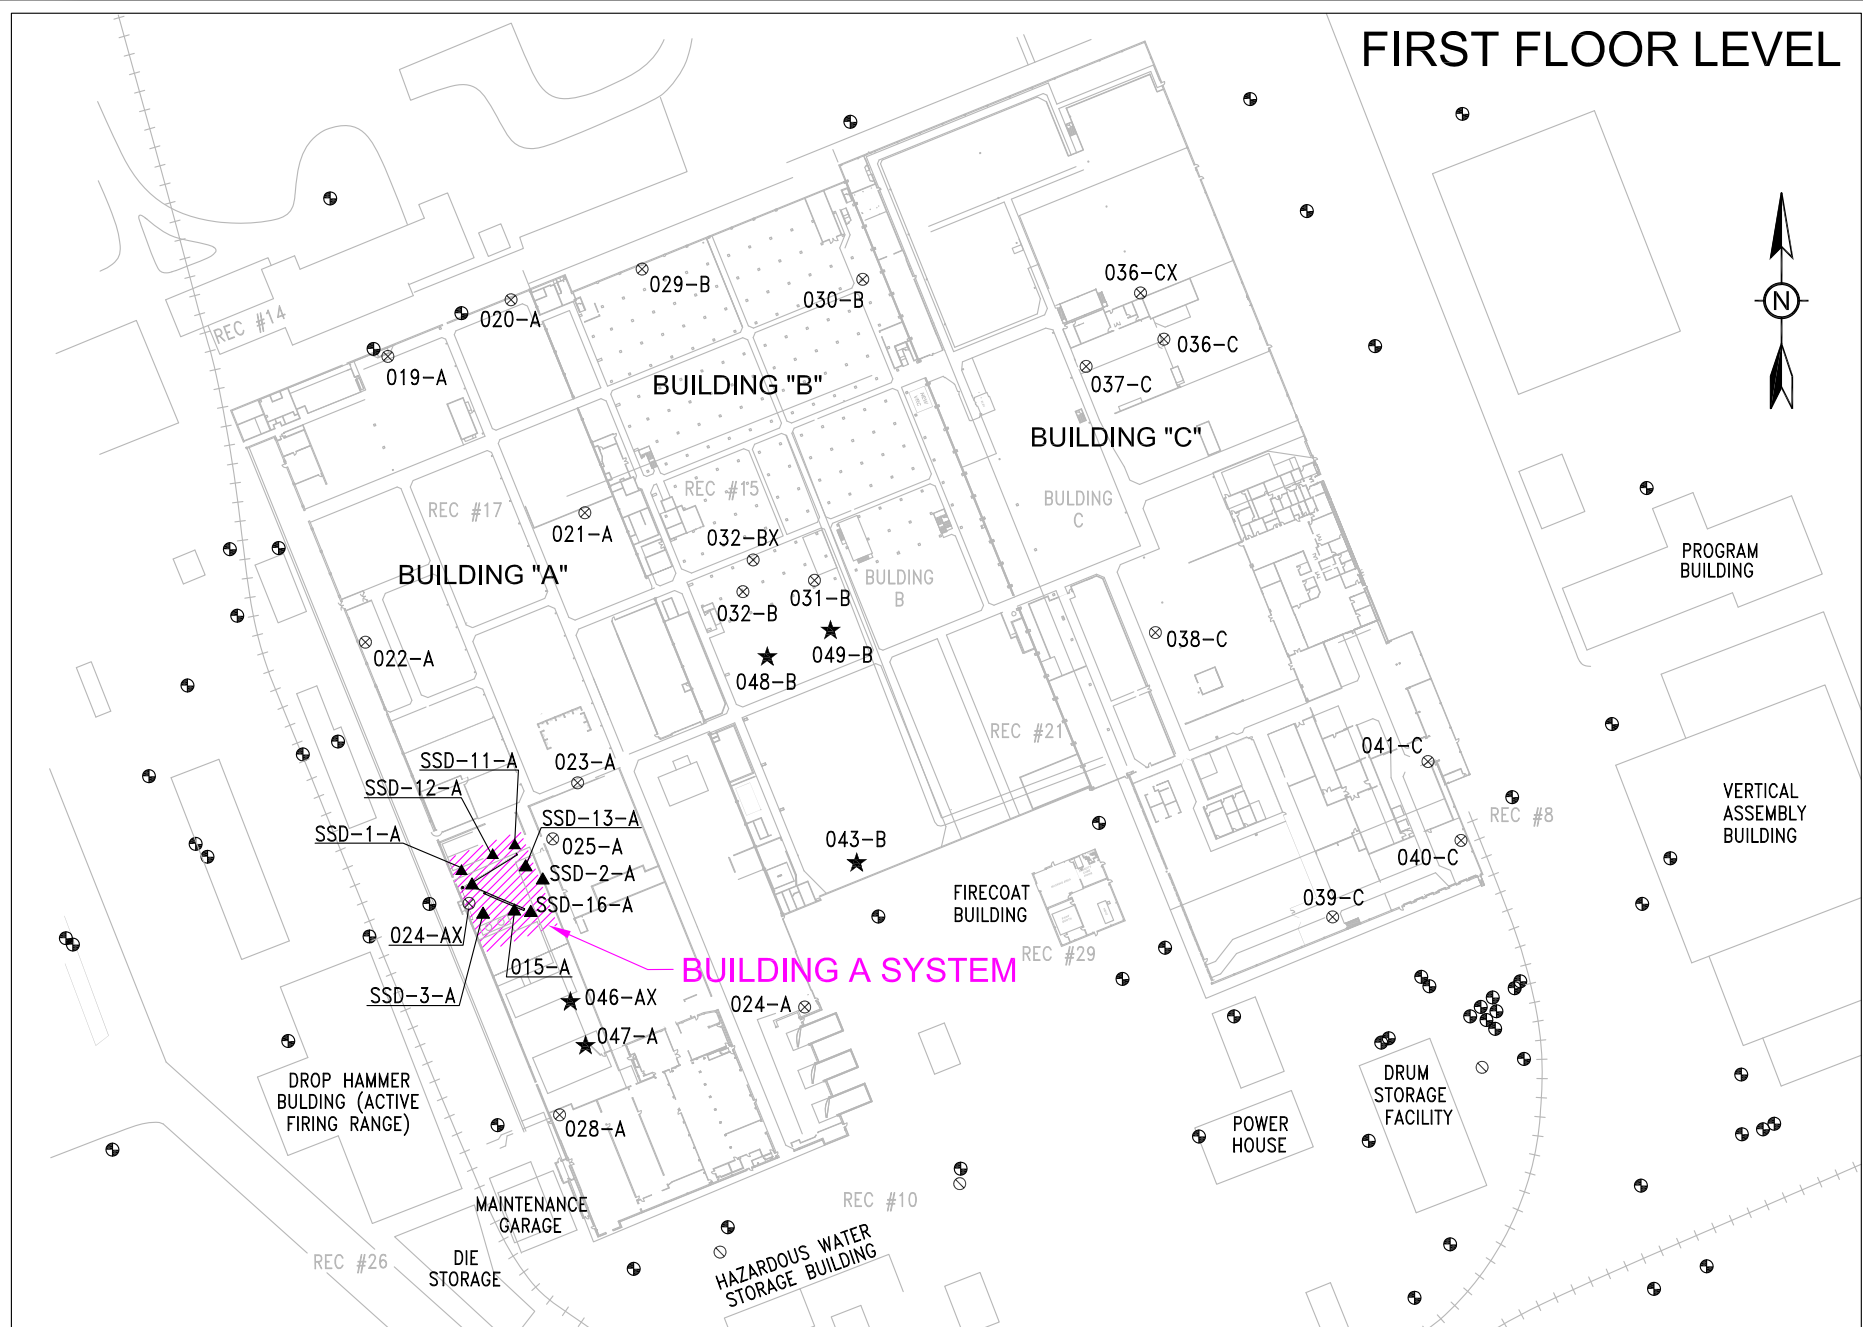 FIRST FLOOR LEVEL
N
029-B
030-B
036-CX
020-A
REC #14
019-A
036-C
037-C
BUILDING "B"
BUILDING "C"
REC #17
REC #15
BULDING
C
021-A
032-BX
BUILDING "A"
BULDING
B
031-B
032-B
PROGRAM
BUILDING
022-A
049-B
038-C
048-B
REC #21
041-C
SSD-11-A
023-A
SSD-12-A
SSD-13-A
SSD-1-A
025-A
SSD-2-A
043-B
REC #8
VERTICAL
ASSEMBLY
BUILDING
040-C
SSD-16-A
FIRECOAT
BUILDING
039-C
024-AX
REC #29
015-A
BUILDING A SYSTEM
SSD-3-A
046-AX
024-A
047-A
DROP HAMMER
BULDING (ACTIVE
FIRING RANGE)
028-A
DRUM
STORAGE
FACILITY
POWER
HOUSE
MAINTENANCE
GARAGE
REC #10
REC #26
DIE
STORAGE
HAZARDOUS WATER
STORAGE BUILDING